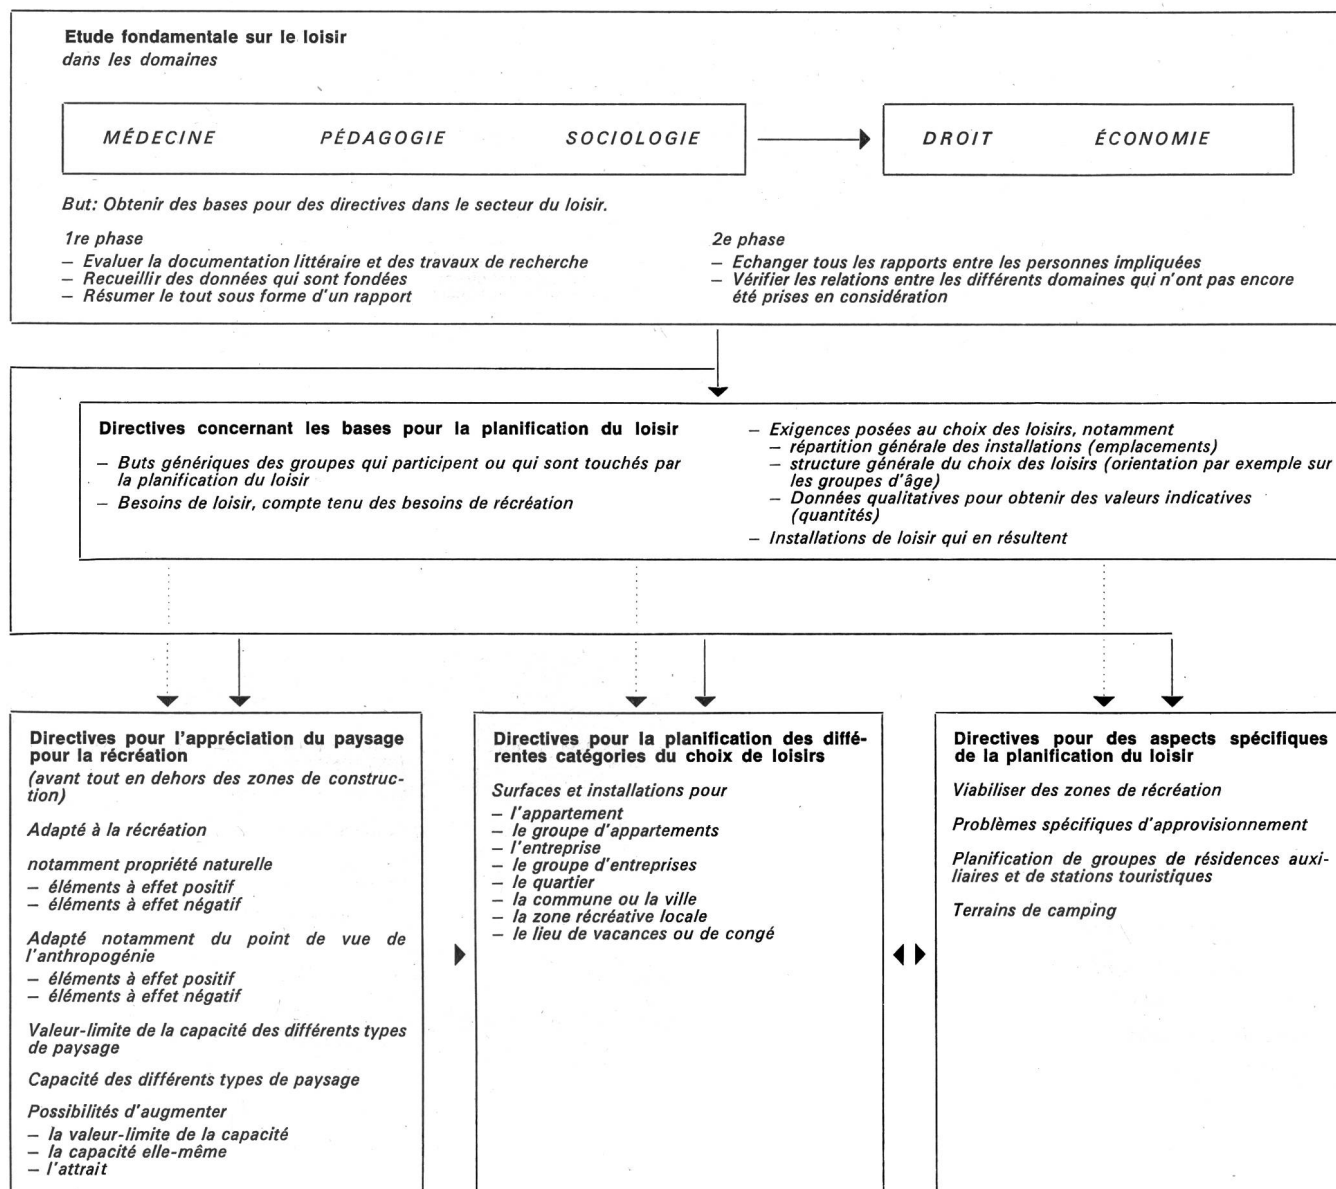 Etude fondamentale sur le loisir
dans les domaines
MÉDECINE PÉDAGOGIE SOCIOLOGIE
DROIT ÉCONOMIE
But: Obtenir des bases pour des directives dans le secteur du loisir.
1re phase
– Evaluer la documentation littéraire et des travaux de recherche
– Recueillir des données qui sont fondées
– Résumer le tout sous forme d'un rapport
2e phase
– Echanger tous les rapports entre les personnes impliquées
– Vérifier les relations entre les différents domaines qui n'ont pas encore
été prises en considération
Directives concernant les bases pour la planification du loisir
– Buts génériques des groupes qui participent ou qui sont touchés par
la planification du loisir
– Besoins de loisir, compte tenu des besoins de récréation
– Exigences posées au choix des loisirs, notamment
– répartition générale des installations (emplacements)
– structure générale du choix des loisirs (orientation par exemple sur
les groupes d'âge)
– Données qualitatives pour obtenir des valeurs indicatives
(quantités)
– Installations de loisir qui en résultent
Directives pour l'appréciation du paysage
pour la récréation
(avant tout en dehors des zones de construc-
tion)
Adapté à la récréation
notamment propriété naturelle
– éléments à effet positif
– éléments à effet négatif
Adapté notamment du point de vue de
l'anthropogénie
– éléments à effet positif
– éléments à effet négatif
Valeur-limite de la capacité des différents types
de paysage
Capacité des différents types de paysage
Possibilités d'augmenter
– la valeur-limite de la capacité
– la capacité elle-même
– l'attrait
Directives pour la planification des diffé-
rentes catégories du choix de loisirs
Surfaces et installations pour
– l'appartement
– le groupe d'appartements
– l'entreprise
– le groupe d'entreprises
– le quartier
– la commune ou la ville
– la zone récréative locale
– le lieu de vacances ou de congé
Directives pour des aspects spécifiques
de la planification du loisir
Viabiliser des zones de récréation
Problèmes spécifiques d'approvisionnement
Planification de groupes de résidences auxi-
liaires et de stations touristiques
Terrains de camping